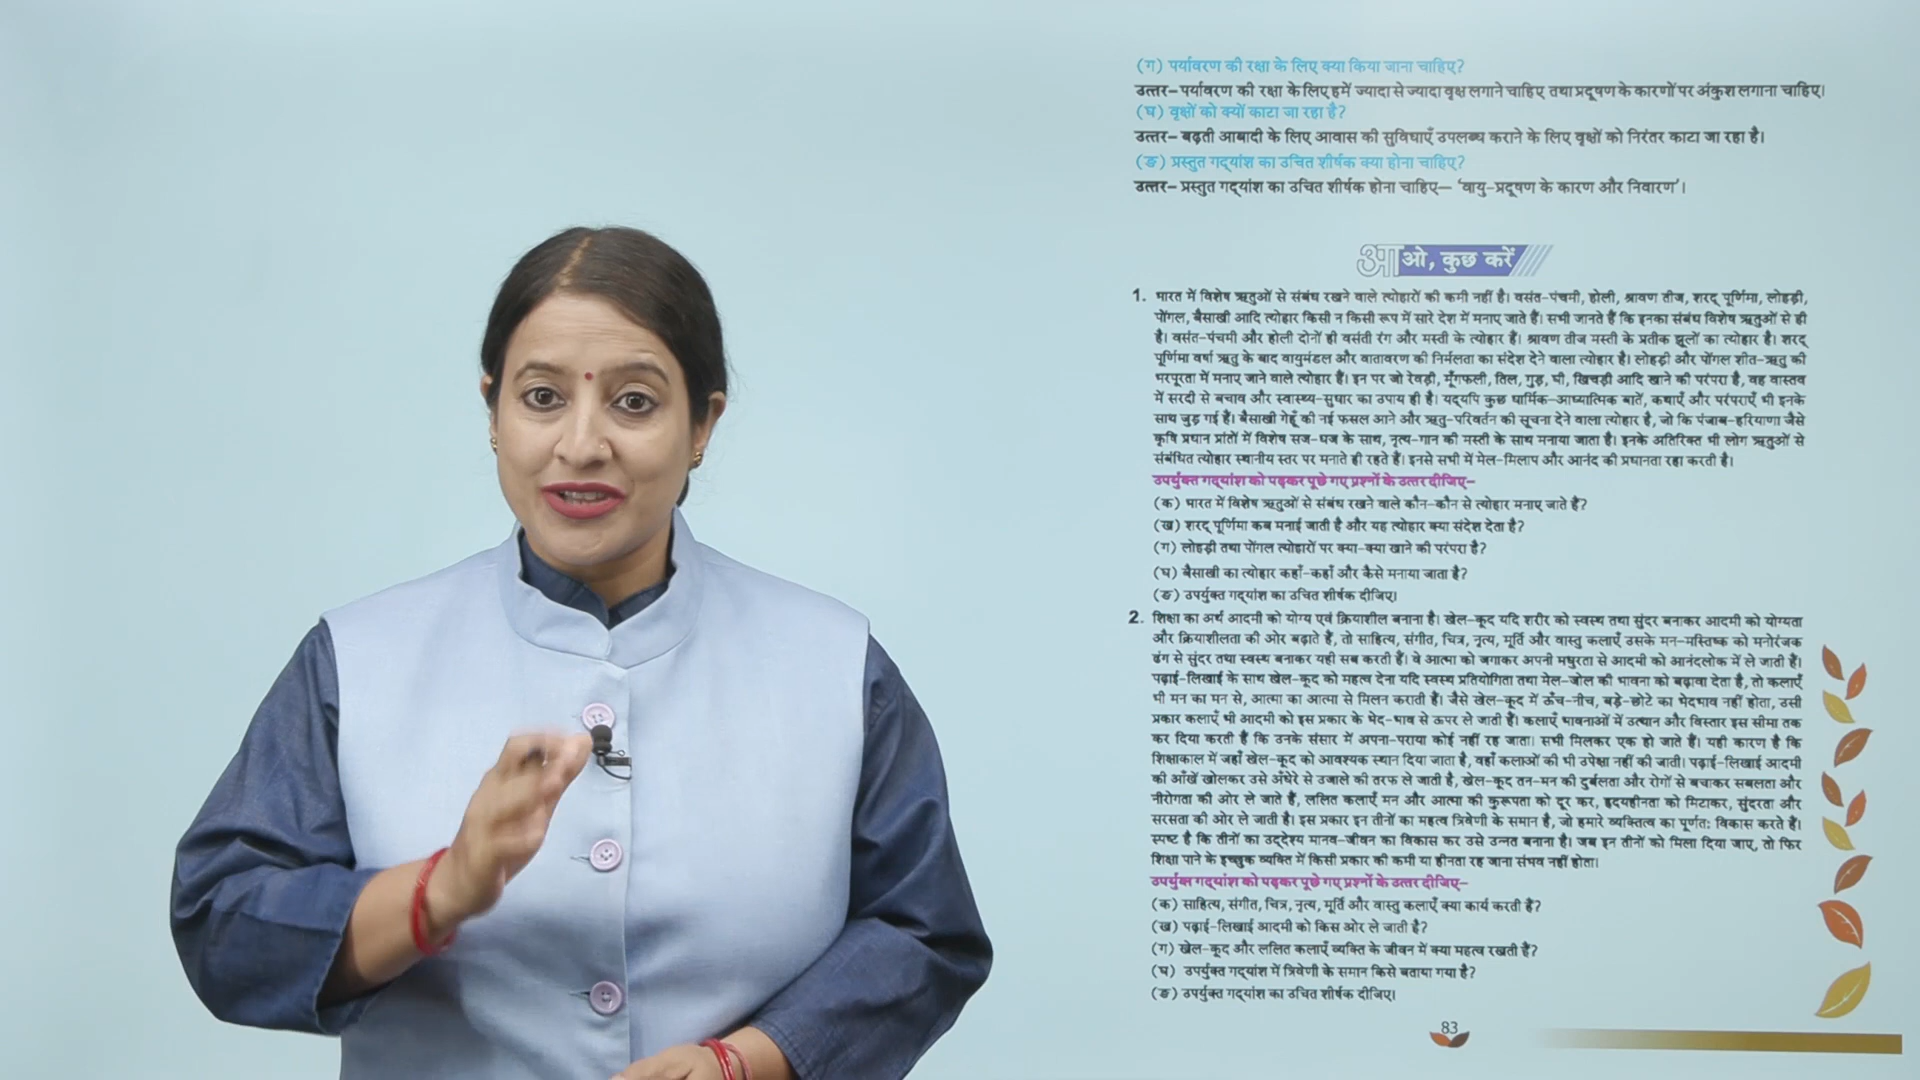 (ग) पर्यावरण की रक्षा के लिए क्या किया जाना चाहिए?
उत्तर– पर्यावरण की रक्षा के लिए हमें ज्यादा से ज्यादा वृक्ष लगाने चाहिए तथा प्रदूषण के कारणों पर अंकुश लगाना चाहिए।
(घ) वृक्षों को क्यों काटा जा रहा है?
उत्तर– बढ़ती आबादी के लिए आवास की सुविधाएँ उपलब्ध कराने के लिए वृक्षों को निरंतर काटा जा रहा है।
(ङ) प्रस्तुत गद्यांश का उचित शीर्षक क्या होना चाहिए?
उत्तर– प्रस्तुत गद्यांश का उचित शीर्षक होना चाहिए— ‘वायु-प्रदूषण के कारण और निवारण’।
आओ, कुछ करें
1. भारत में विशेष ऋतुओं से संबंध रखने वाले त्योहारों की कमी नहीं है। वसंत-पंचमी, होली, श्रावण तीज, शरद् पूर्णिमा, लोहड़ी,
पोंगल, बैसाखी आदि त्योहार किसी न किसी रूप में सारे देश में मनाए जाते हैं। सभी जानते हैं कि इनका संबंध विशेष ऋतुओं से ही
है। वसंत-पंचमी और होली दोनों ही वसंती रंग और मस्ती के त्योहार हैं। श्रावण तीज मस्ती के प्रतीक झूलों का त्योहार है। शरद्
पूर्णिमा वर्षा ऋतु के बाद वायुमंडल और वातावरण की निर्मलता का संदेश देने वाला त्योहार है। लोहड़ी और पोंगल शीत-ऋतु की
भरपूरता में मनाए जाने वाले त्योहार हैं। इन पर जो रेवड़ी, मूँगफली, तिल, गुड़, घी, खिचड़ी आदि खाने की परंपरा है, वह वास्तव
में सरदी से बचाव और स्वास्थ्य-सुधार का उपाय ही है। यद्यपि कुछ धार्मिक-आध्यात्मिक बातें, कथाएँ और परंपराएँ भी इनके
साथ जुड़ गई हैं। बैसाखी गेहूँ की नई फसल आने और ऋतु-परिवर्तन की सूचना देने वाला त्योहार है, जो कि पंजाब-हरियाणा जैसे
कृषि प्रधान प्रांतों में विशेष सज-धज के साथ, नृत्य-गान की मस्ती के साथ मनाया जाता है। इनके अतिरिक्त भी लोग ऋतुओं से
संबंधित त्योहार स्थानीय स्तर पर मनाते ही रहते हैं। इनसे सभी में मेल-मिलाप और आनंद की प्रधानता रहा करती है।
उपर्युक्त गद्यांश को पढ़कर पूछे गए प्रश्नों के उत्तर दीजिए–
(क) भारत में विशेष ऋतुओं से संबंध रखने वाले कौन-कौन से त्योहार मनाए जाते हैं?
(ख) शरद् पूर्णिमा कब मनाई जाती है और यह त्योहार क्या संदेश देता है?
(ग) लोहड़ी तथा पोंगल त्योहारों पर क्या-क्या खाने की परंपरा है?
(घ) बैसाखी का त्योहार कहाँ-कहाँ और कैसे मनाया जाता है?
(ङ) उपर्युक्त गद्यांश का उचित शीर्षक दीजिए।
2. शिक्षा का अर्थ आदमी को योग्य एवं क्रियाशील बनाना है। खेल-कूद यदि शरीर को स्वस्थ तथा सुंदर बनाकर आदमी को योग्यता
और क्रियाशीलता की ओर बढ़ाते हैं, तो साहित्य, संगीत, चित्र, नृत्य, मूर्ति और वास्तु कलाएँ उसके मन-मस्तिष्क को मनोरंजक
ढंग से सुंदर तथा स्वस्थ बनाकर यही सब करती हैं। वे आत्मा को जगाकर अपनी मधुरता से आदमी को आनंदलोक में ले जाती हैं।
पढ़ाई-लिखाई के साथ खेल-कूद को महत्व देना यदि स्वस्थ प्रतियोगिता तथा मेल-जोल की भावना को बढ़ावा देता है, तो कलाएँ
भी मन का मन से, आत्मा का आत्मा से मिलन कराती हैं। जैसे खेल-कूद में ऊँच-नीच, बड़े-छोटे का भेदभाव नहीं होता, उसी
प्रकार कलाएँ भी आदमी को इस प्रकार के भेद-भाव से ऊपर ले जाती हैं। कलाएँ भावनाओं में उत्थान और विस्तार इस सीमा तक
कर दिया करती हैं कि उनके संसार में अपना-पराया कोई नहीं रह जाता। सभी मिलकर एक हो जाते हैं। यही कारण है कि
शिक्षाकाल में जहाँ खेल-कूद को आवश्यक स्थान दिया जाता है, वहाँ कलाओं की भी उपेक्षा नहीं की जाती। पढ़ाई-लिखाई आदमी
की आँखें खोलकर उसे अँधेरे से उजाले की तरफ ले जाती है, खेल-कूद तन-मन की दुर्बलता और रोगों से बचाकर सबलता और
नीरोगता की ओर ले जाते हैं, ललित कलाएँ मन और आत्मा की कुरूपता को दूर कर, हृदयहीनता को मिटाकर, सुंदरता और
सरसता की ओर ले जाती है। इस प्रकार इन तीनों का महत्व त्रिवेणी के समान है, जो हमारे व्यक्तित्व का पूर्णत: विकास करते हैं।
स्पष्ट है कि तीनों का उद्देश्य मानव-जीवन का विकास कर उसे उन्नत बनाना है। जब इन तीनों को मिला दिया जाए, तो फिर
शिक्षा पाने के इच्छुक व्यक्ति में किसी प्रकार की कमी या हीनता रह जाना संभव नहीं होता।
उपर्युक्त गद्यांश को पढ़कर पूछे गए प्रश्नों के उत्तर दीजिए–
(क) साहित्य, संगीत, चित्र, नृत्य, मूर्ति और वास्तु कलाएँ क्या कार्य करती हैं?
(ख) पढ़ाई-लिखाई आदमी को किस ओर ले जाती है?
(ग) खेल-कूद और ललित कलाएँ व्यक्ति के जीवन में क्या महत्व रखती हैं?
(घ) उपर्युक्त गद्यांश में त्रिवेणी के समान किसे बताया गया है?
(ङ) उपर्युक्त गद्यांश का उचित शीर्षक दीजिए।
83